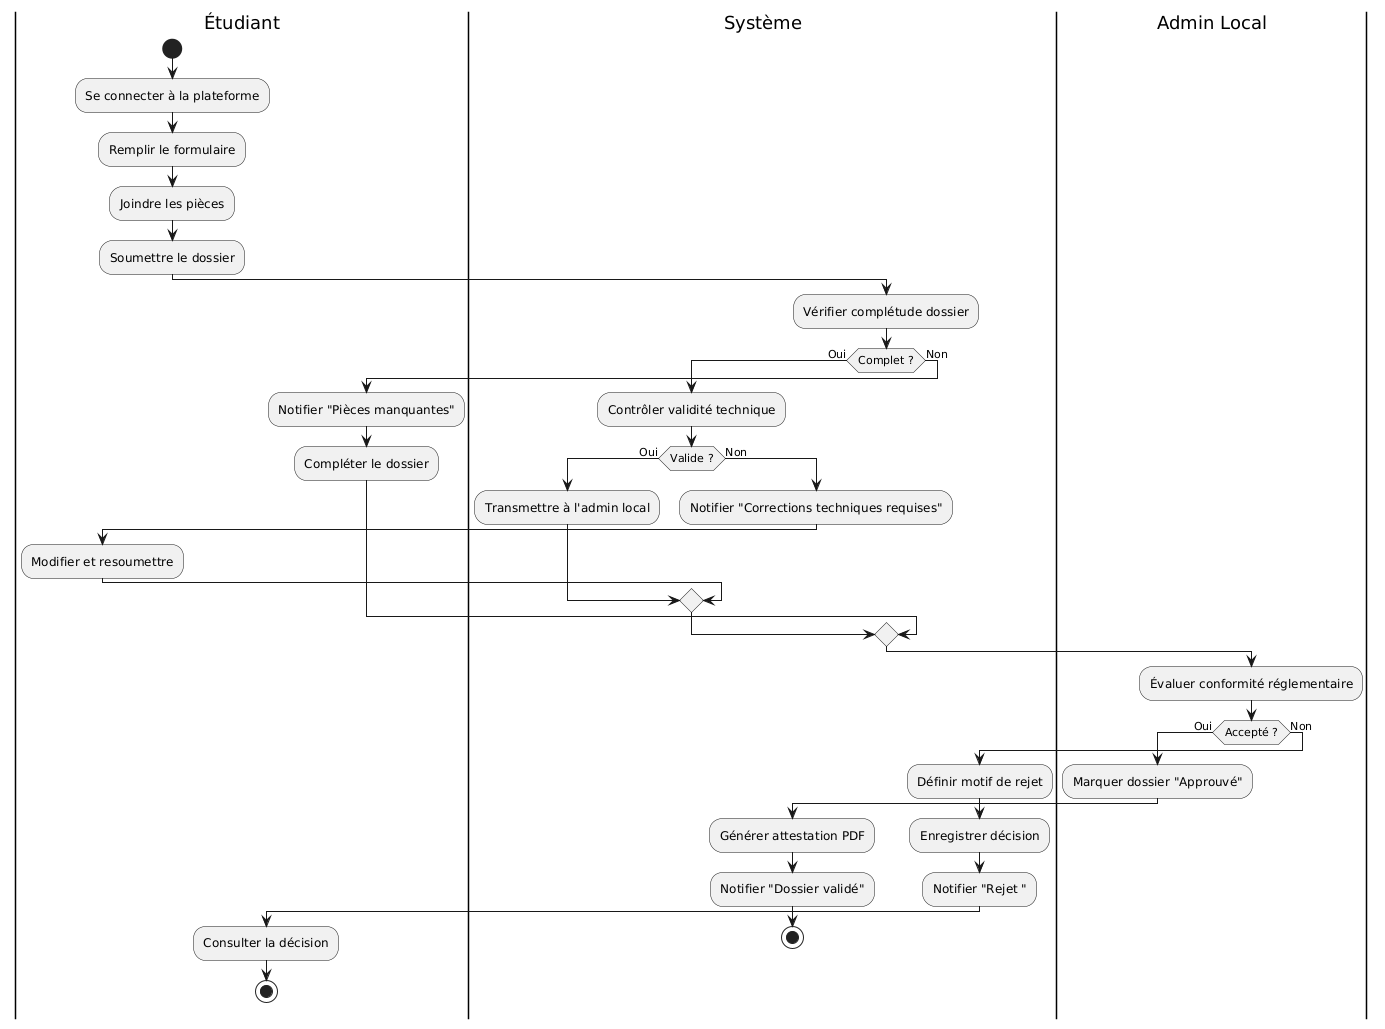 Étudiant
Système
Admin Local
Se connecter à la plateforme
Remplir le formulaire
Joindre les pièces
Soumettre le dossier
Vérifier complétude dossier
Oui
Complet ?
Non
Notifier "Pièces manquantes"
Contrôler validité technique
Oui
Valide ?
Non
Compléter le dossier
Transmettre à l'admin local
Notifier "Corrections techniques requises"
Modifier et resoumettre
Évaluer conformité réglementaire
Oui
Accepté ?
Non
Définir motif de rejet
Marquer dossier "Approuvé"
Générer attestation PDF
Enregistrer décision
Notifier "Dossier validé"
Notifier "Rejet "
Consulter la décision